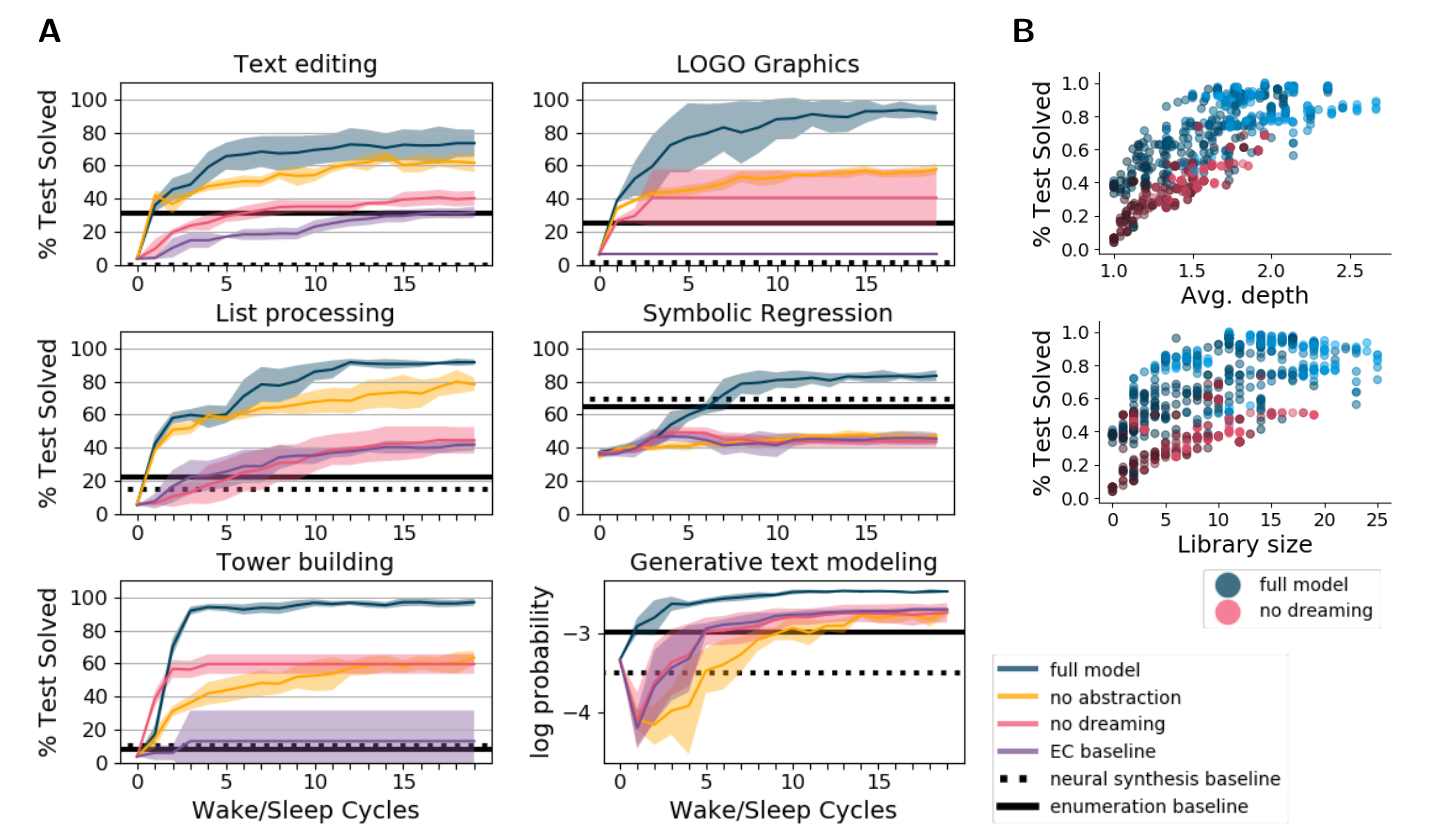 A
B
Text editing
% Test Solved
100
80
60
40
20
0
0 5 10 15
LOGO Graphics
100
80
60
40
20
0
0 5 10 15
List processing
% Test Solved
100
80
60
40
20
0
0 5 10 15
Symbolic Regression
100
80
60
40
20
0
0 5 10 15
Tower building
% Test Solved
100
80
60
40
20
0
0 5 10 15
Wake/Sleep Cycles
Generative text modeling
log probability
−3
−4
0 5 10 15
Wake/Sleep Cycles
% Test Solved
1.0
0.8
0.6
0.4
0.2
0.0
1.0 1.5 2.0 2.5
Avg. depth
% Test Solved
1.0
0.8
0.6
0.4
0.2
0.0
0 5 10 15 20 25
Library size
full model
no dreaming
full model
no abstraction
no dreaming
EC baseline
neural synthesis baseline
enumeration baseline